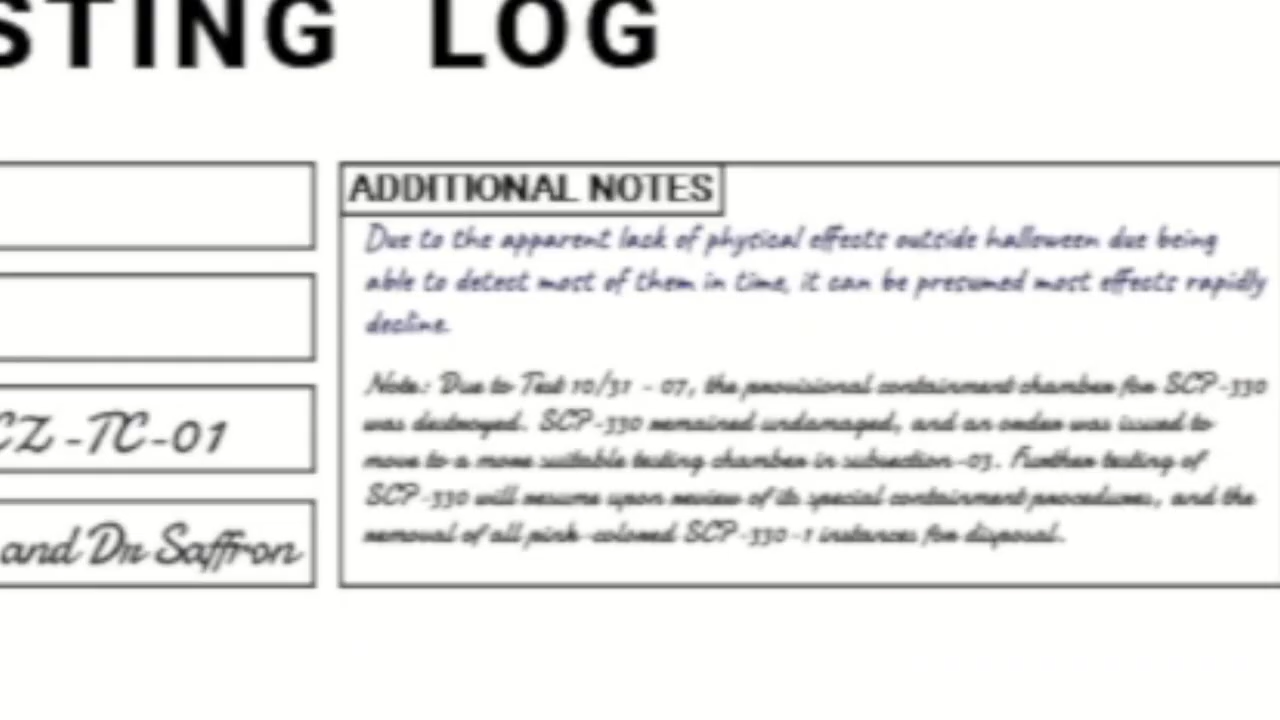 STING LOG
ADDITIONAL NOTES
Due to the apparent lack of physical effects outside halloween due being
able to detect most of them in time, it can be presumed most effects rapidly
decline.
Note: Due to Test 10/31 - 07, the provisional containment chamber for SCP-330
was destroyed. SCP-330 remained undamaged, and an order was issued to
move to a more suitable testing chamber in subsection-03. Further testing of
SCP-330 will resume upon review of its special containment procedures, and the
removal of all pink-colored SCP-330-1 instances for disposal.
CZ-TC-01
and Dr Saffron